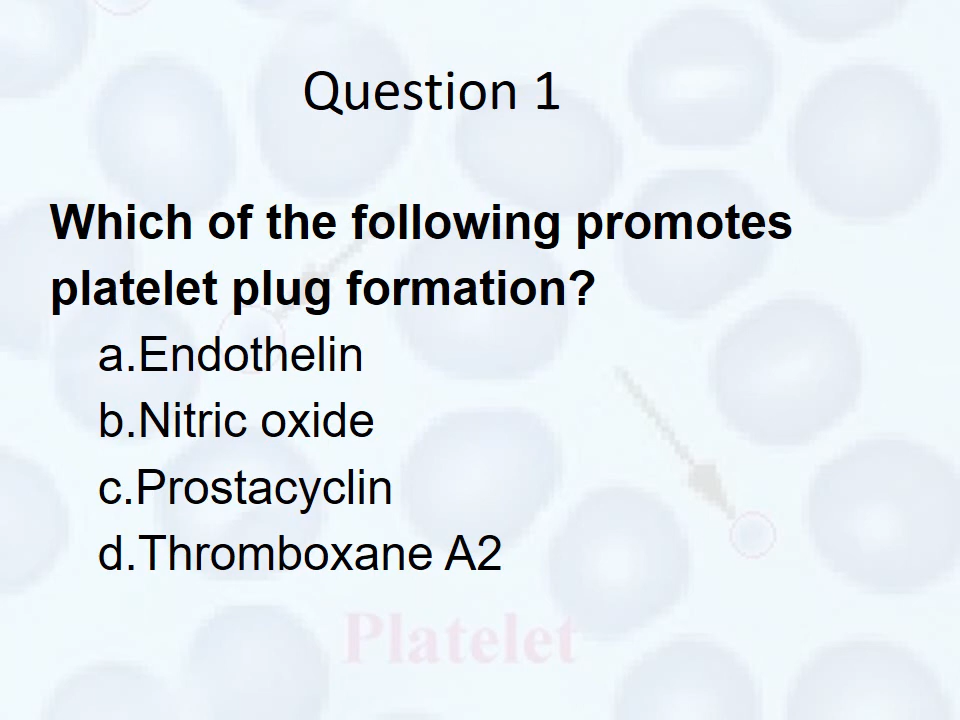 Question 1
Which of the following promotes
platelet plug formation?
a.Endothelin
b.Nitric oxide
c.Prostacyclin
d.Thromboxane A2
Platelet